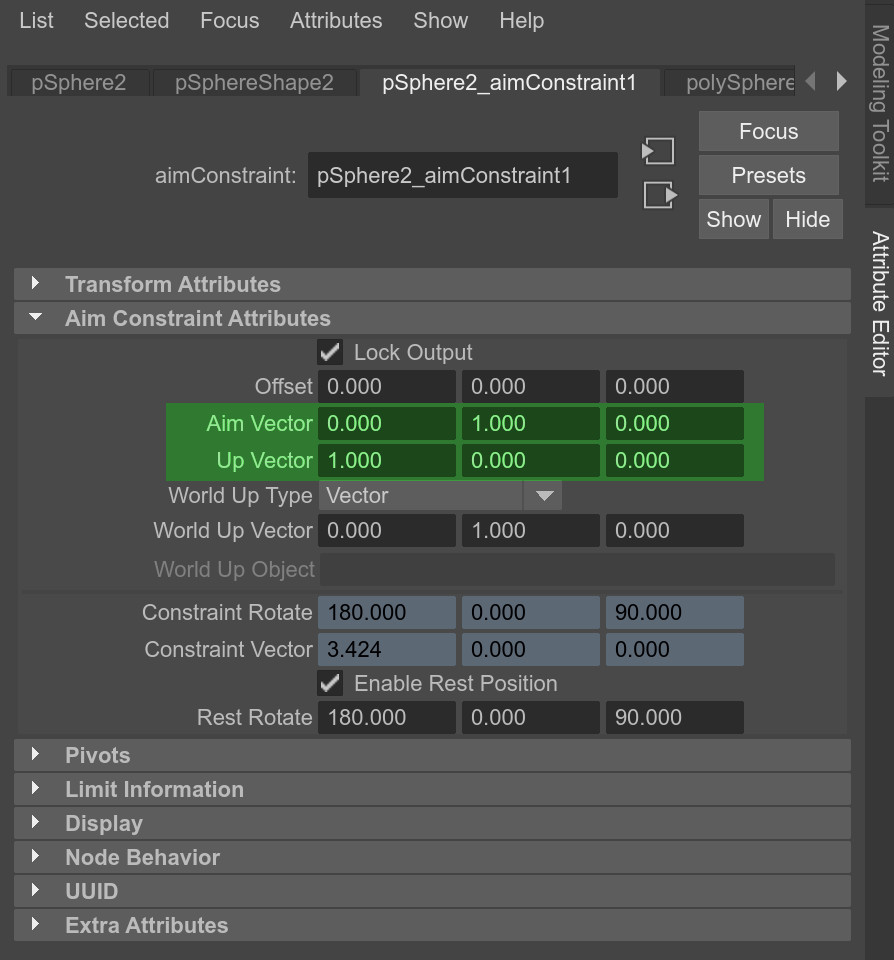 List Selected Focus Attributes Show Help
pSphere2 pSphereShape2 pSphere2_aimConstraint1 polySphere
Focus
aimConstraint: pSphere2_aimConstraint1
Presets
Show Hide
Transform Attributes
Aim Constraint Attributes
Lock Output
Offset 0.000 0.000 0.000
Aim Vector 0.000 1.000 0.000
Up Vector 1.000 0.000 0.000
World Up Type Vector
World Up Vector 0.000 1.000 0.000
World Up Object
Constraint Rotate 180.000 0.000 90.000
Constraint Vector 3.424 0.000 0.000
Enable Rest Position
Rest Rotate 180.000 0.000 90.000
Pivots
Limit Information
Display
Node Behavior
UUID
Extra Attributes
Modeling Toolkit
Attribute Editor